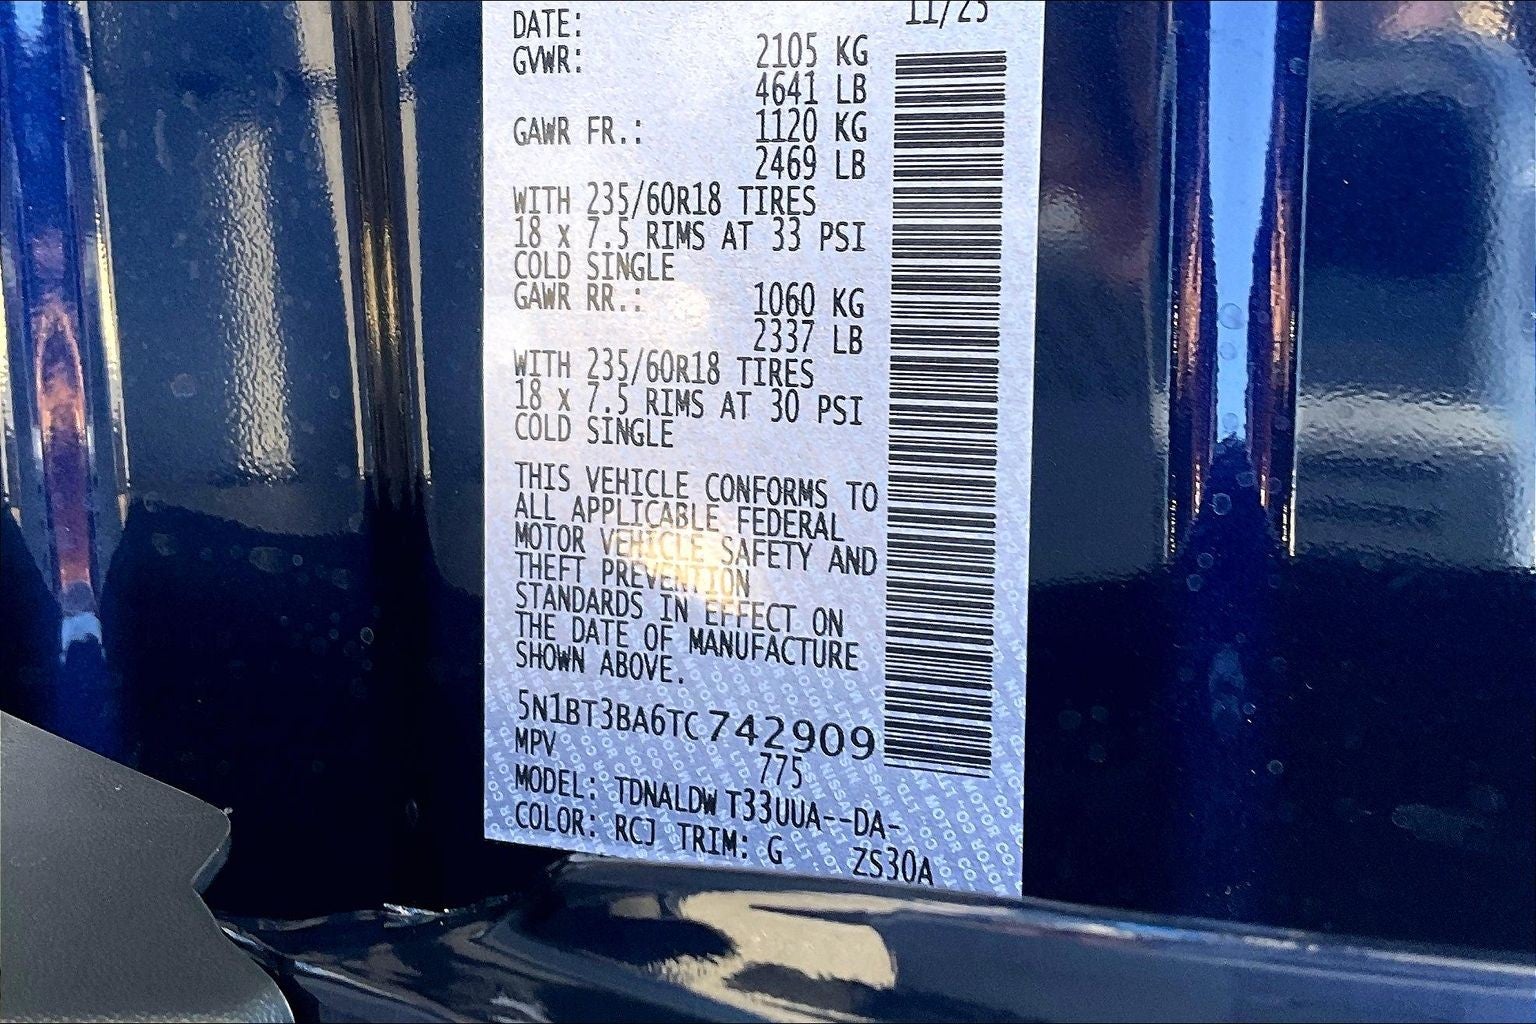 DATE: 11/25
GVWR: 2105 KG
4641 LB
GAWR FR.: 1120 KG
2469 LB
WITH 235/60R18 TIRES
18 x 7.5 RIMS AT 33 PSI
COLD SINGLE
GAWR RR.: 1060 KG
2337 LB
WITH 235/60R18 TIRES
18 x 7.5 RIMS AT 30 PSI
COLD SINGLE
THIS VEHICLE CONFORMS TO
ALL APPLICABLE FEDERAL
MOTOR VEHICLE SAFETY AND
THEFT PREVENTION
STANDARDS IN EFFECT ON
THE DATE OF MANUFACTURE
SHOWN ABOVE.
5N1BT3BA6TC742909
MPV 775
MODEL: TDNALDW T33UUA--DA-
COLOR: RCJ TRIM: G ZS30A